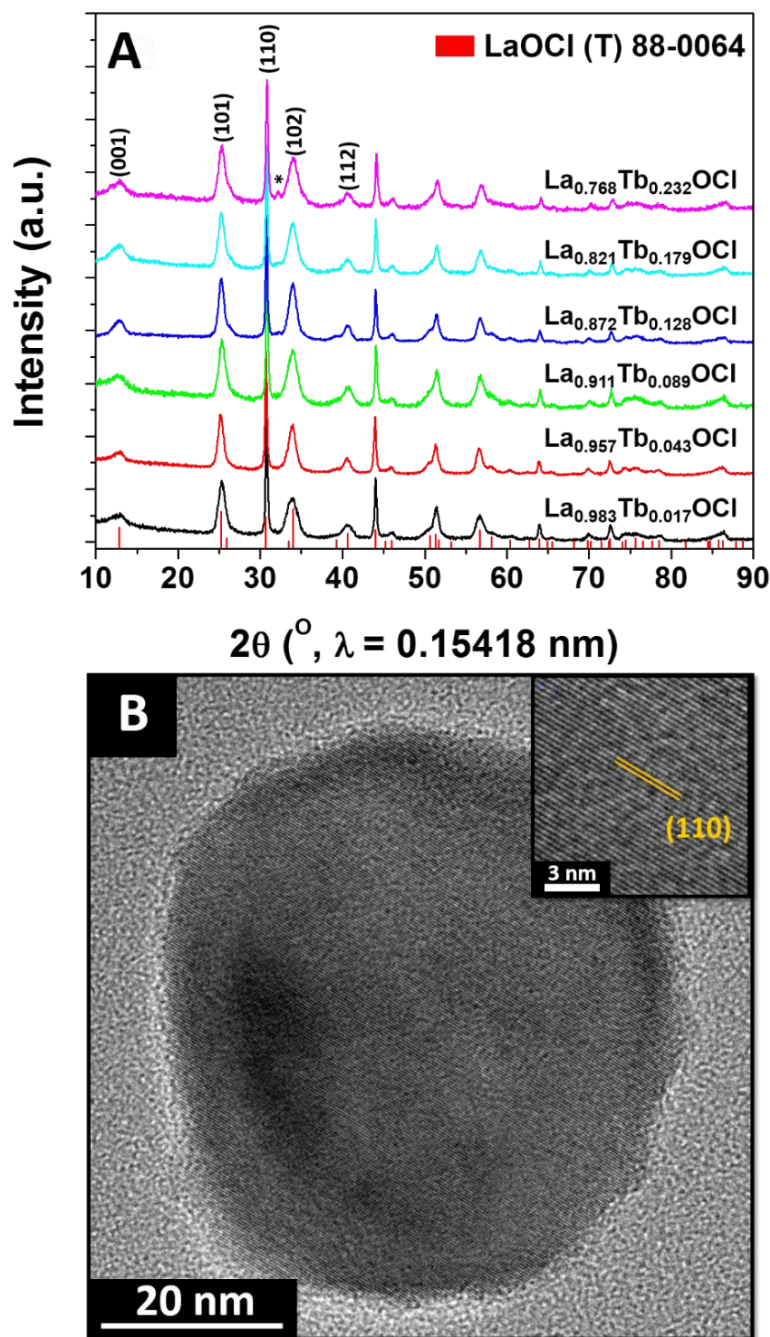 A
LaOCl (T) 88-0064
(001)
(101)
(110)
*
(102)
(112)
La0.768Tb0.232OCl
La0.821Tb0.179OCl
La0.872Tb0.128OCl
La0.911Tb0.089OCl
La0.957Tb0.043OCl
La0.983Tb0.017OCl
Intensity (a.u.)
10 20 30 40 50 60 70 80 90
2θ (°, λ = 0.15418 nm)
B
(110)
3 nm
20 nm